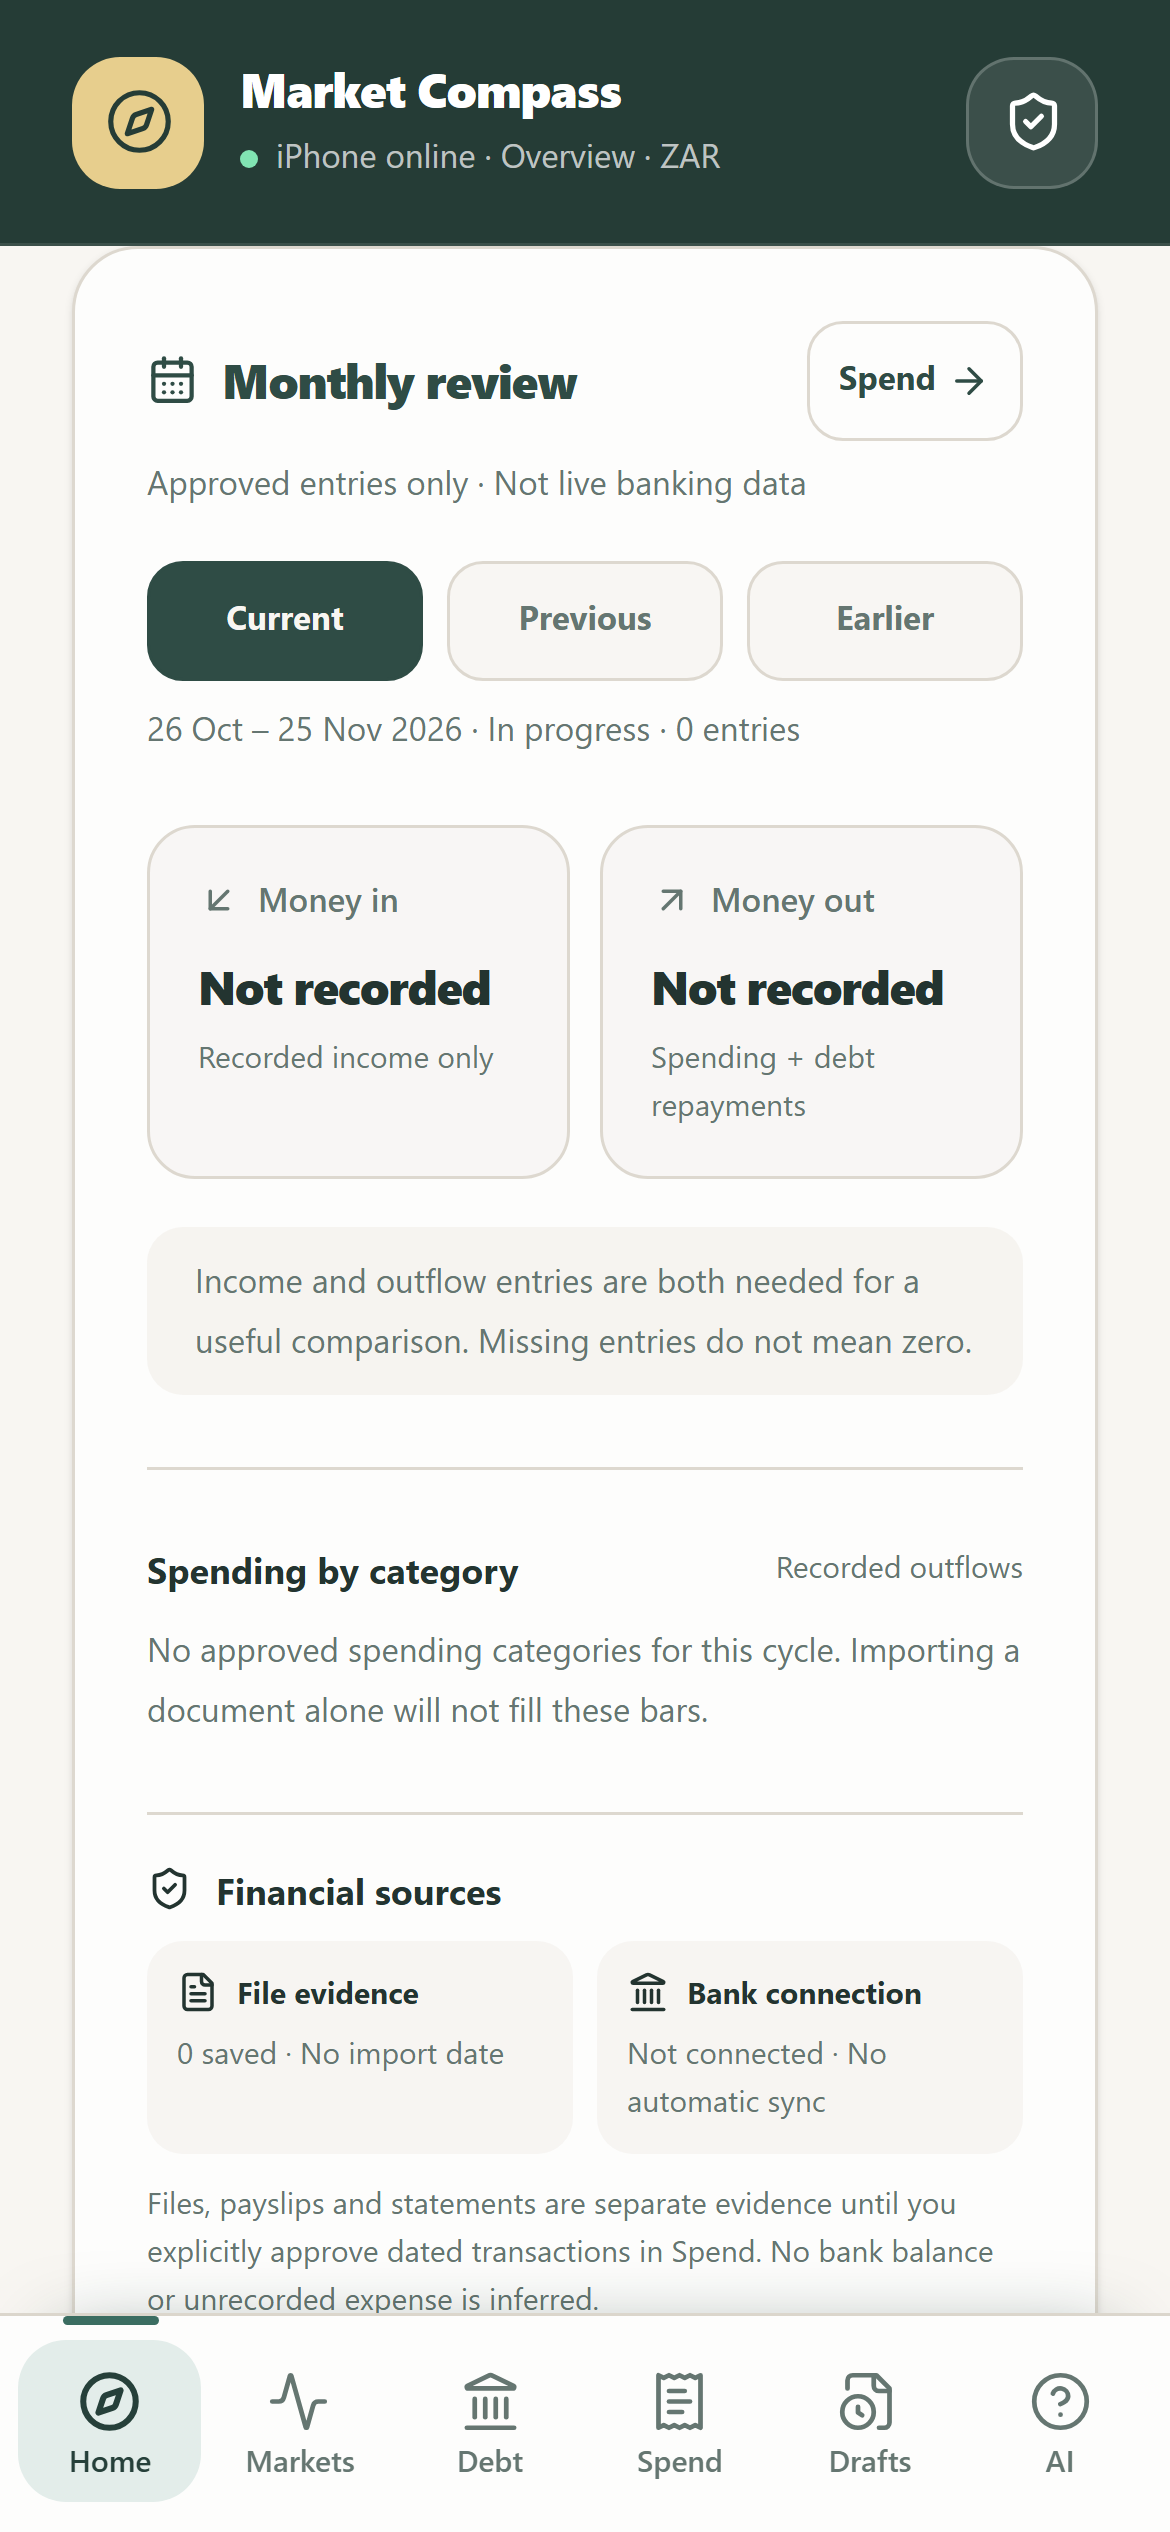 Market Compass
iPhone online · Overview · ZAR
Monthly review
Spend →
Approved entries only · Not live banking data
Current
Previous
Earlier
26 Oct – 25 Nov 2026 · In progress · 0 entries
Money in
Not recorded
Recorded income only
Money out
Not recorded
Spending + debt
repayments
Income and outflow entries are both needed for a
useful comparison. Missing entries do not mean zero.
Spending by category
Recorded outflows
No approved spending categories for this cycle. Importing a
document alone will not fill these bars.
Financial sources
File evidence
0 saved · No import date
Bank connection
Not connected · No
automatic sync
Files, payslips and statements are separate evidence until you
explicitly approve dated transactions in Spend. No bank balance
or unrecorded expense is inferred.
Home
Markets
Debt
Spend
Drafts
AI